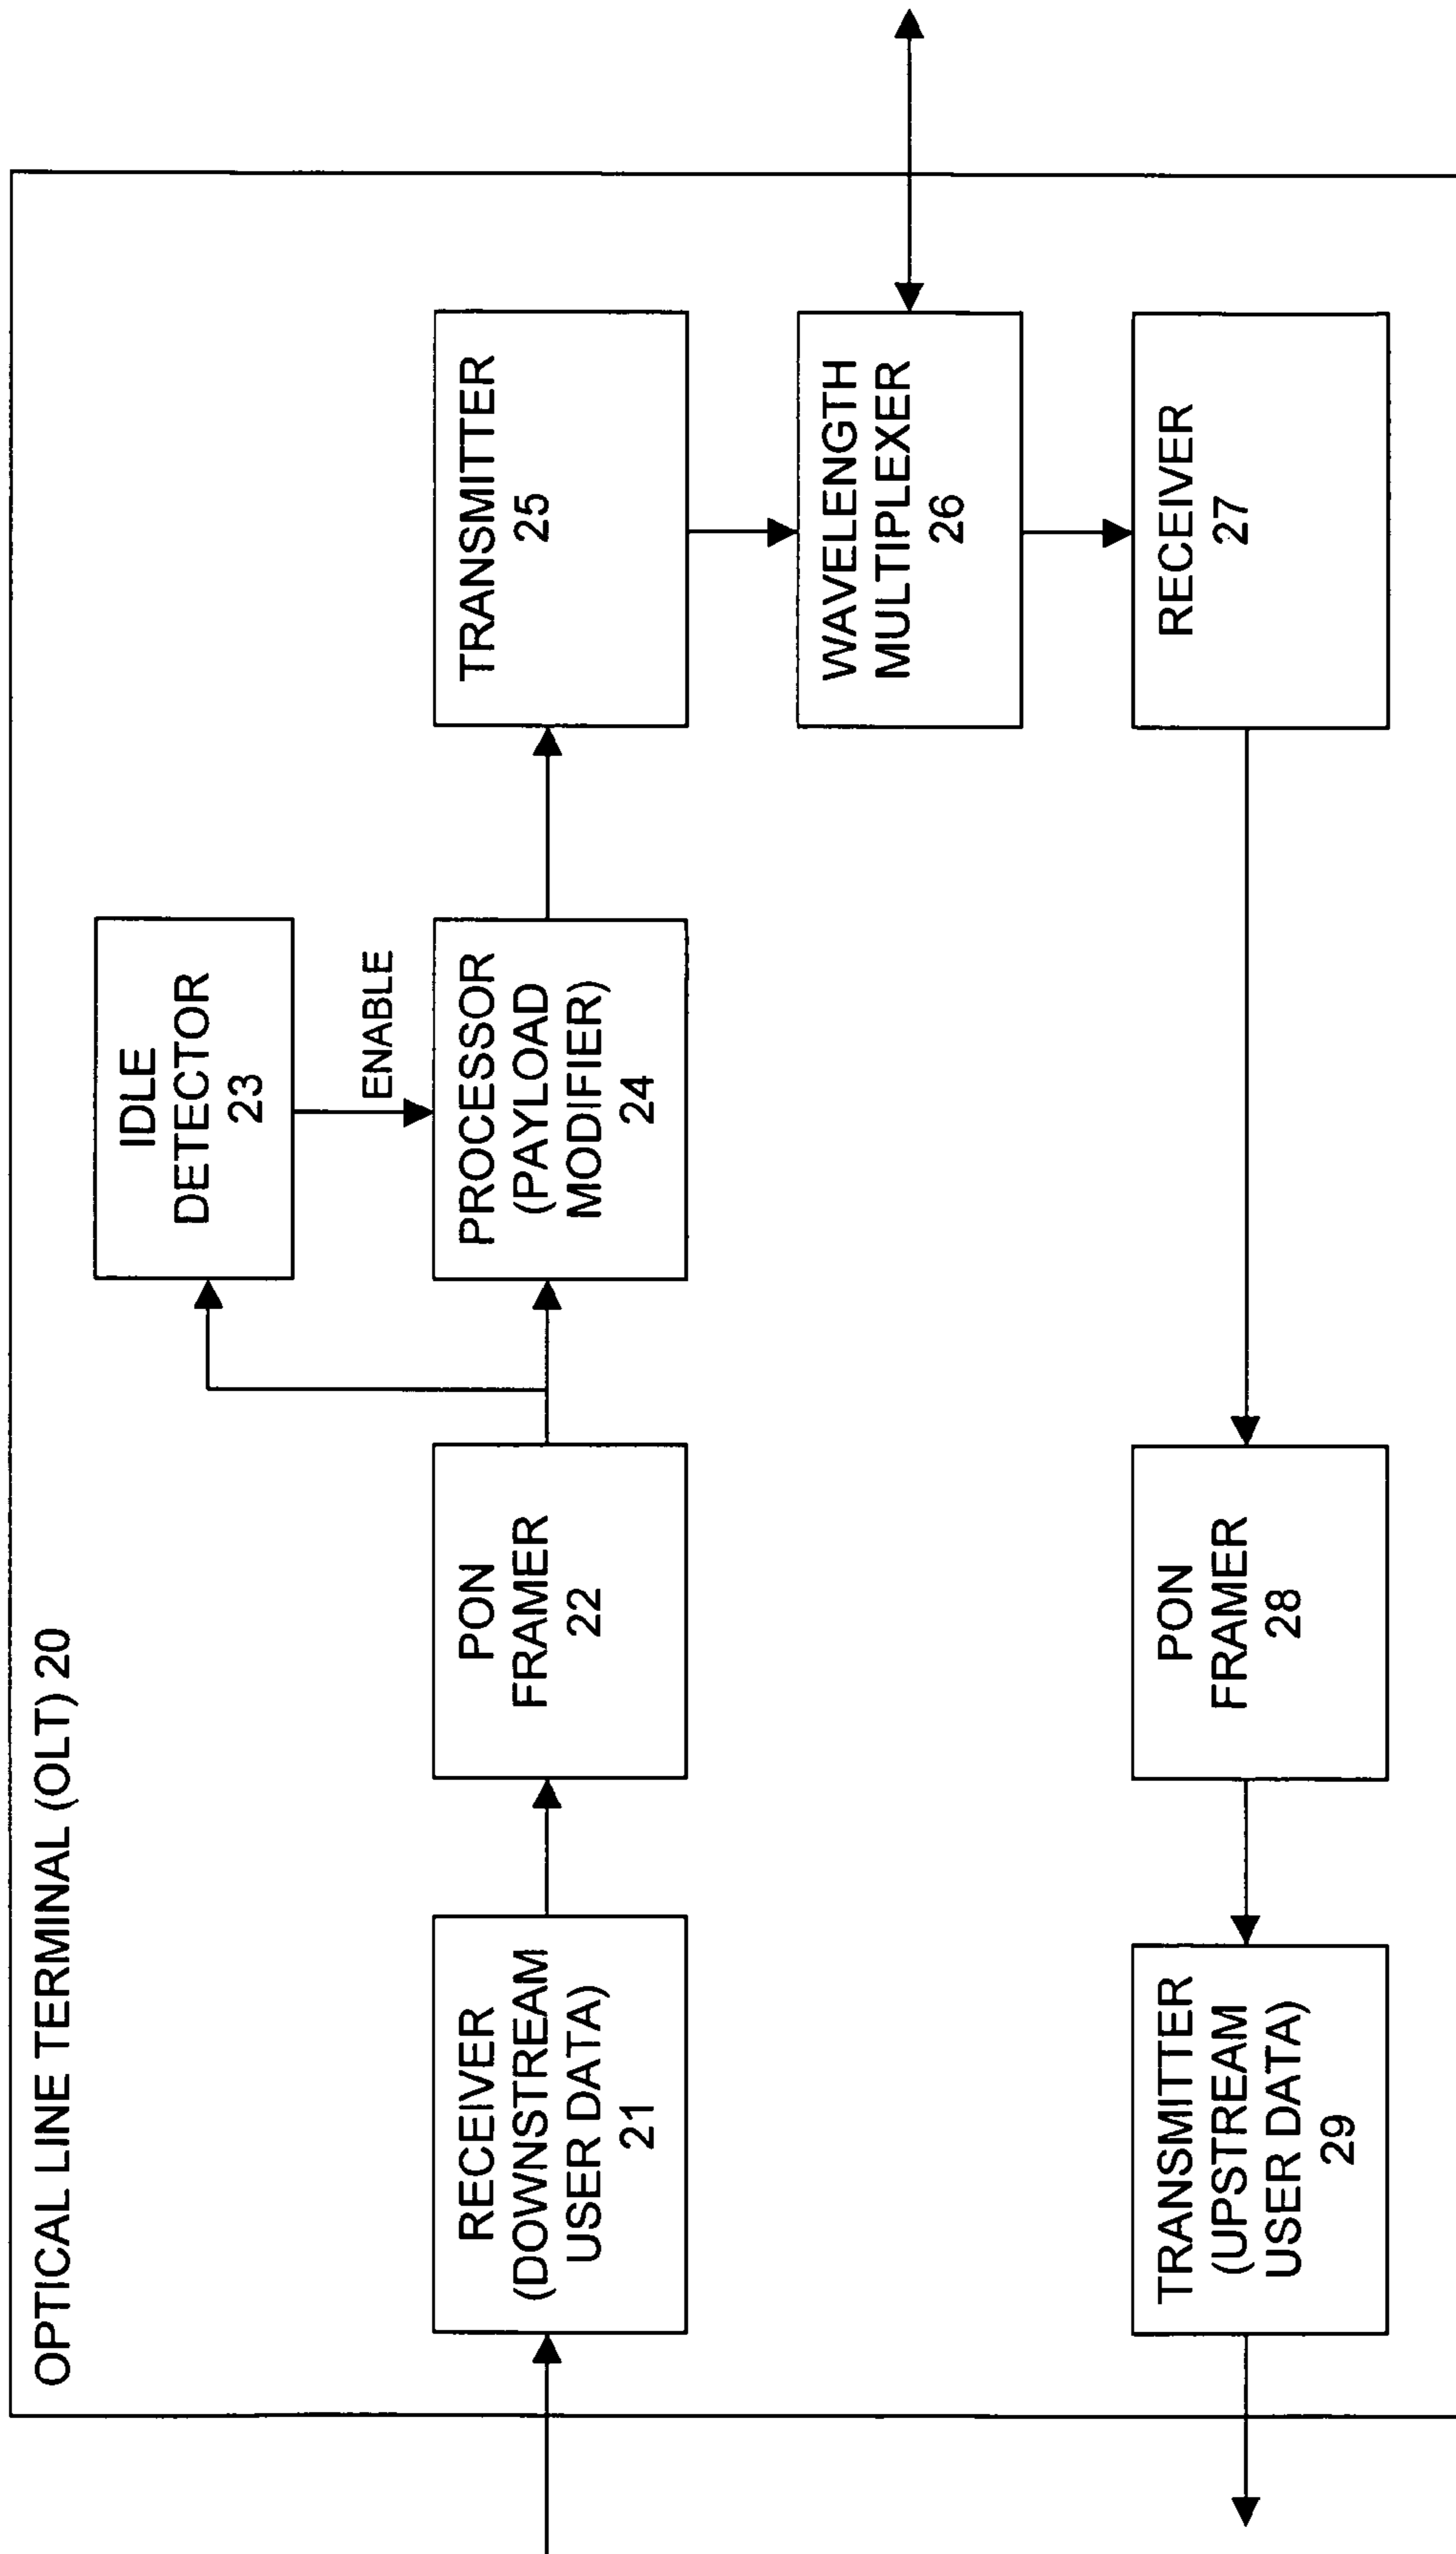 OPTICAL LINE TERMINAL (OLT) 20
IDLE
DETECTOR
23
ENABLE
RECEIVER
(DOWNSTREAM
USER DATA)
21
PON
FRAMER
22
PROCESSOR
(PAYLOAD
MODIFIER)
24
TRANSMITTER
25
WAVELENGTH
MULTIPLEXER
26
TRANSMITTER
(UPSTREAM
USER DATA)
29
PON
FRAMER
28
RECEIVER
27